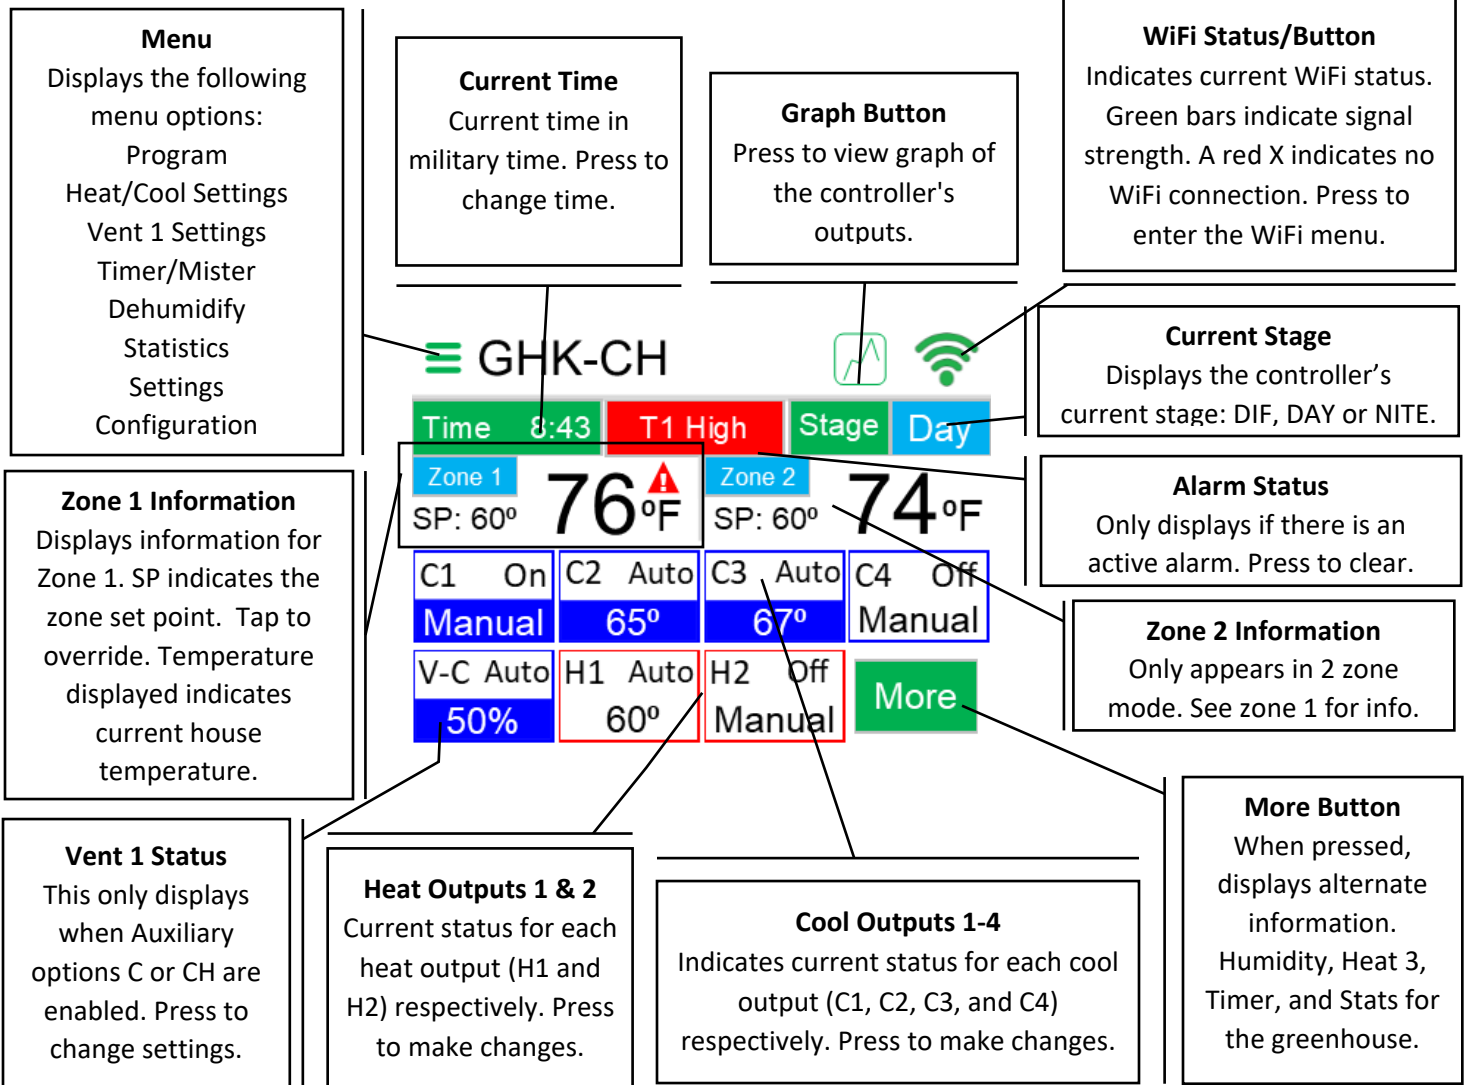 Menu
Displays the following
menu options:
Program
Heat/Cool Settings
Vent 1 Settings
Timer/Mister
Dehumidify
Statistics
Settings
Configuration
Current Time
Current time in
military time. Press to
change time.
Graph Button
Press to view graph of
the controller's
outputs.
WiFi Status/Button
Indicates current WiFi status.
Green bars indicate signal
strength. A red X indicates no
WiFi connection. Press to
enter the WiFi menu.
GHK-CH
Time 8:43 T1 High Stage Day
Zone 1 76ºF Zone 2 74ºF
SP: 60º SP: 60º
C1 On C2 Auto C3 Auto C4 Off
Manual 65º 67º Manual
V-C Auto H1 Auto H2 Off More
50% 60º Manual
Current Stage
Displays the controller’s
current stage: DIF, DAY or NITE.
Alarm Status
Only displays if there is an
active alarm. Press to clear.
Zone 2 Information
Only appears in 2 zone
mode. See zone 1 for info.
Zone 1 Information
Displays information for
Zone 1. SP indicates the
zone set point. Tap to
override. Temperature
displayed indicates
current house
temperature.
Vent 1 Status
This only displays
when Auxiliary
options C or CH are
enabled. Press to
change settings.
Heat Outputs 1 & 2
Current status for each
heat output (H1 and
H2) respectively. Press
to make changes.
Cool Outputs 1-4
Indicates current status for each cool
output (C1, C2, C3, and C4)
respectively. Press to make changes.
More Button
When pressed,
displays alternate
information.
Humidity, Heat 3,
Timer, and Stats for
the greenhouse.